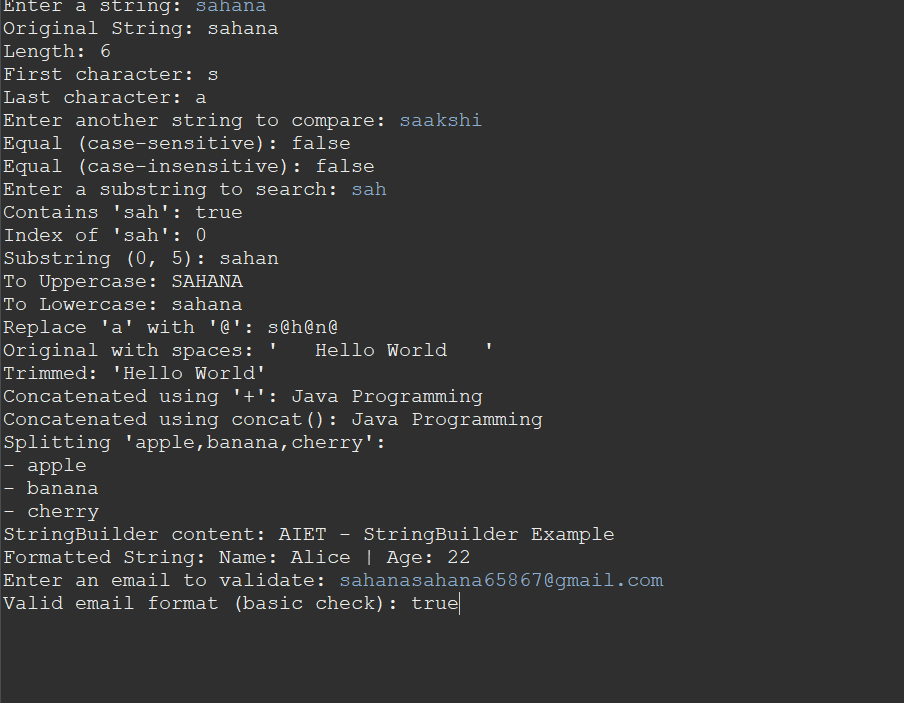 Enter a string: sahana
Original String: sahana
Length: 6
First character: s
Last character: a
Enter another string to compare: saakshi
Equal (case-sensitive): false
Equal (case-insensitive): false
Enter a substring to search: sah
Contains 'sah': true
Index of 'sah': 0
Substring (0, 5): sahan
To Uppercase: SAHANA
To Lowercase: sahana
Replace 'a' with '@': s@h@n@
Original with spaces: '   Hello World   '
Trimmed: 'Hello World'
Concatenated using '+': Java Programming
Concatenated using concat(): Java Programming
Splitting 'apple,banana,cherry':
- apple
- banana
- cherry
StringBuilder content: AIET - StringBuilder Example
Formatted String: Name: Alice | Age: 22
Enter an email to validate: sahanasahana65867@gmail.com
Valid email format (basic check): true